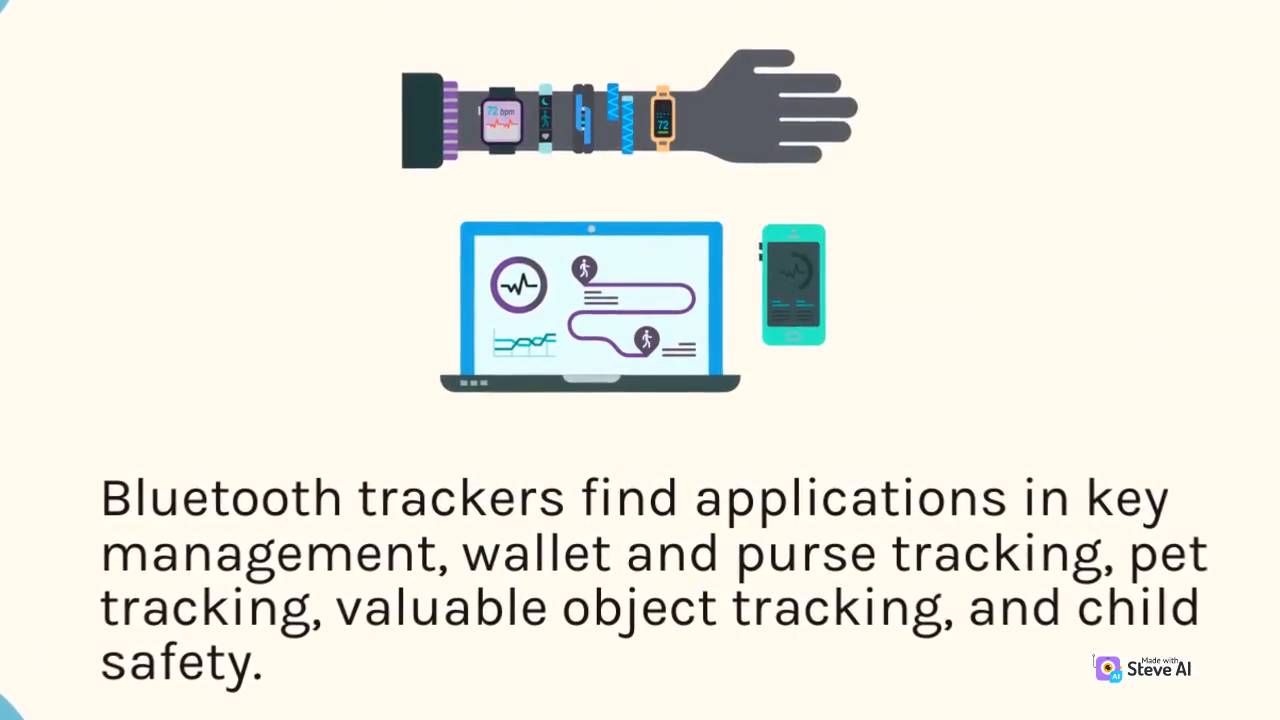 72 bpm
72
Bluetooth trackers find applications in key
management, wallet and purse tracking, pet
tracking, valuable object tracking, and child
safety.
Made with
Steve AI
AI